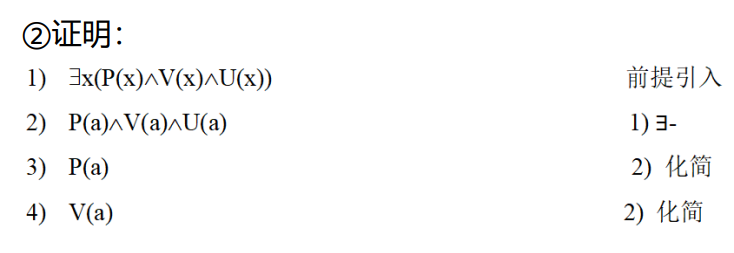 ②证明：
1) ∃x(P(x)∧V(x)∧U(x)) 前提引入
2) P(a)∧V(a)∧U(a) 1) ∃-
3) P(a) 2) 化简
4) V(a) 2) 化简